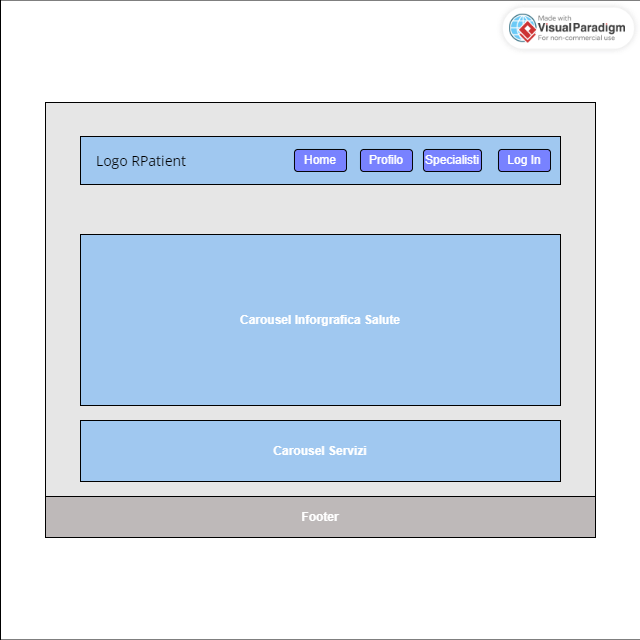 Made with
Visual Paradigm
For non-commercial use
Logo RPatient
Home
Profilo
Specialisti
Log In
Carousel Inforgrafica Salute
Carousel Servizi
Footer